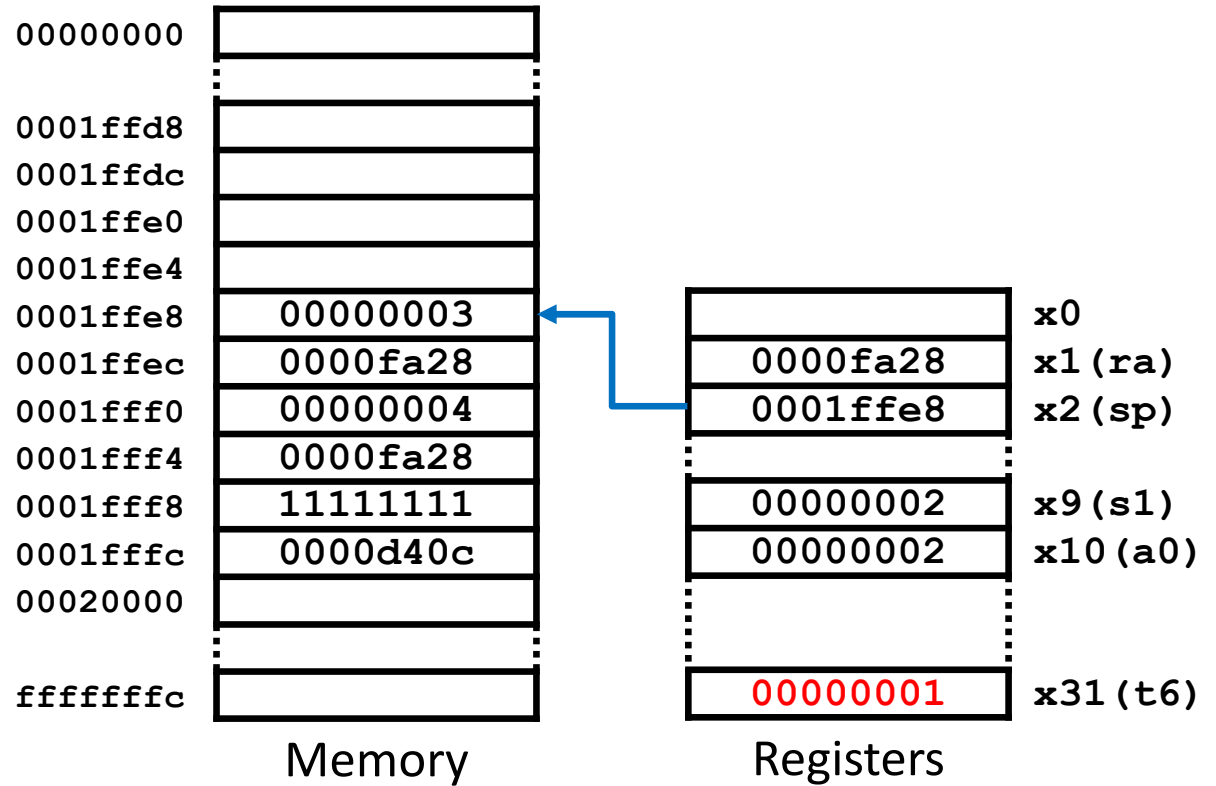 00000000
0001ffd8
0001ffdc
0001ffe0
0001ffe4
0001ffe8 00000003 x0
0001ffec 0000fa28 0000fa28 x1(ra)
0001fff0 00000004 0001ffe8 x2(sp)
0001fff4 0000fa28
0001fff8 11111111 00000002 x9(s1)
0001fffc 0000d40c 00000002 x10(a0)
00020000
fffffffc 00000001 x31(t6)
Memory Registers